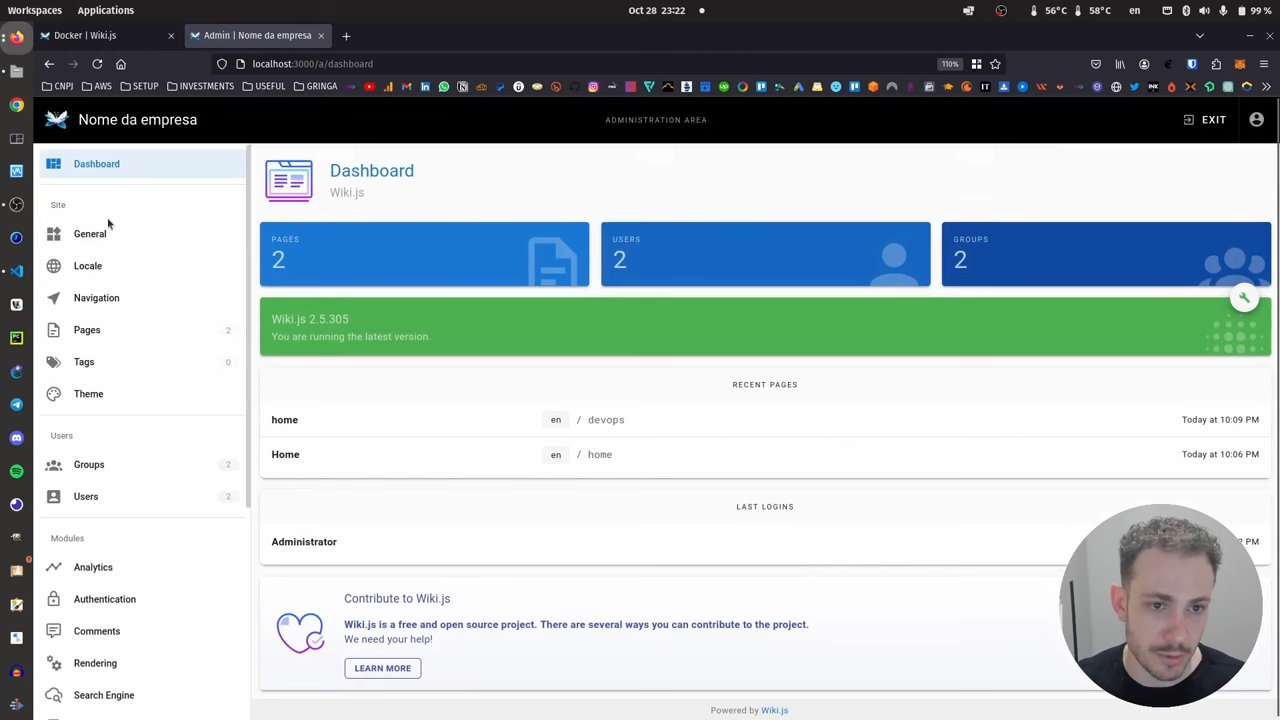 Workspaces Applications Oct 28 23:22 56°C 58°C en 99 %
Docker | Wiki.js Admin | Nome da empresa
localhost:3000/a/dashboard 110%
CNPJ AWS SETUP INVESTMENTS USEFUL GRINGA
Nome da empresa ADMINISTRATION AREA EXIT
Dashboard
Site
General
Locale
Navigation
Pages 2
Tags 0
Theme
Users
Groups 2
Users 2
Modules
Analytics
Authentication
Comments
Rendering
Search Engine
Dashboard
Wiki.js
PAGES
2
USERS
2
GROUPS
2
Wiki.js 2.5.305
You are running the latest version.
RECENT PAGES
home en / devops Today at 10:09 PM
Home en / home Today at 10:06 PM
LAST LOGINS
Administrator PM
Contribute to Wiki.js
Wiki.js is a free and open source project. There are several ways you can contribute to the project.
We need your help!
LEARN MORE
Powered by Wiki.js